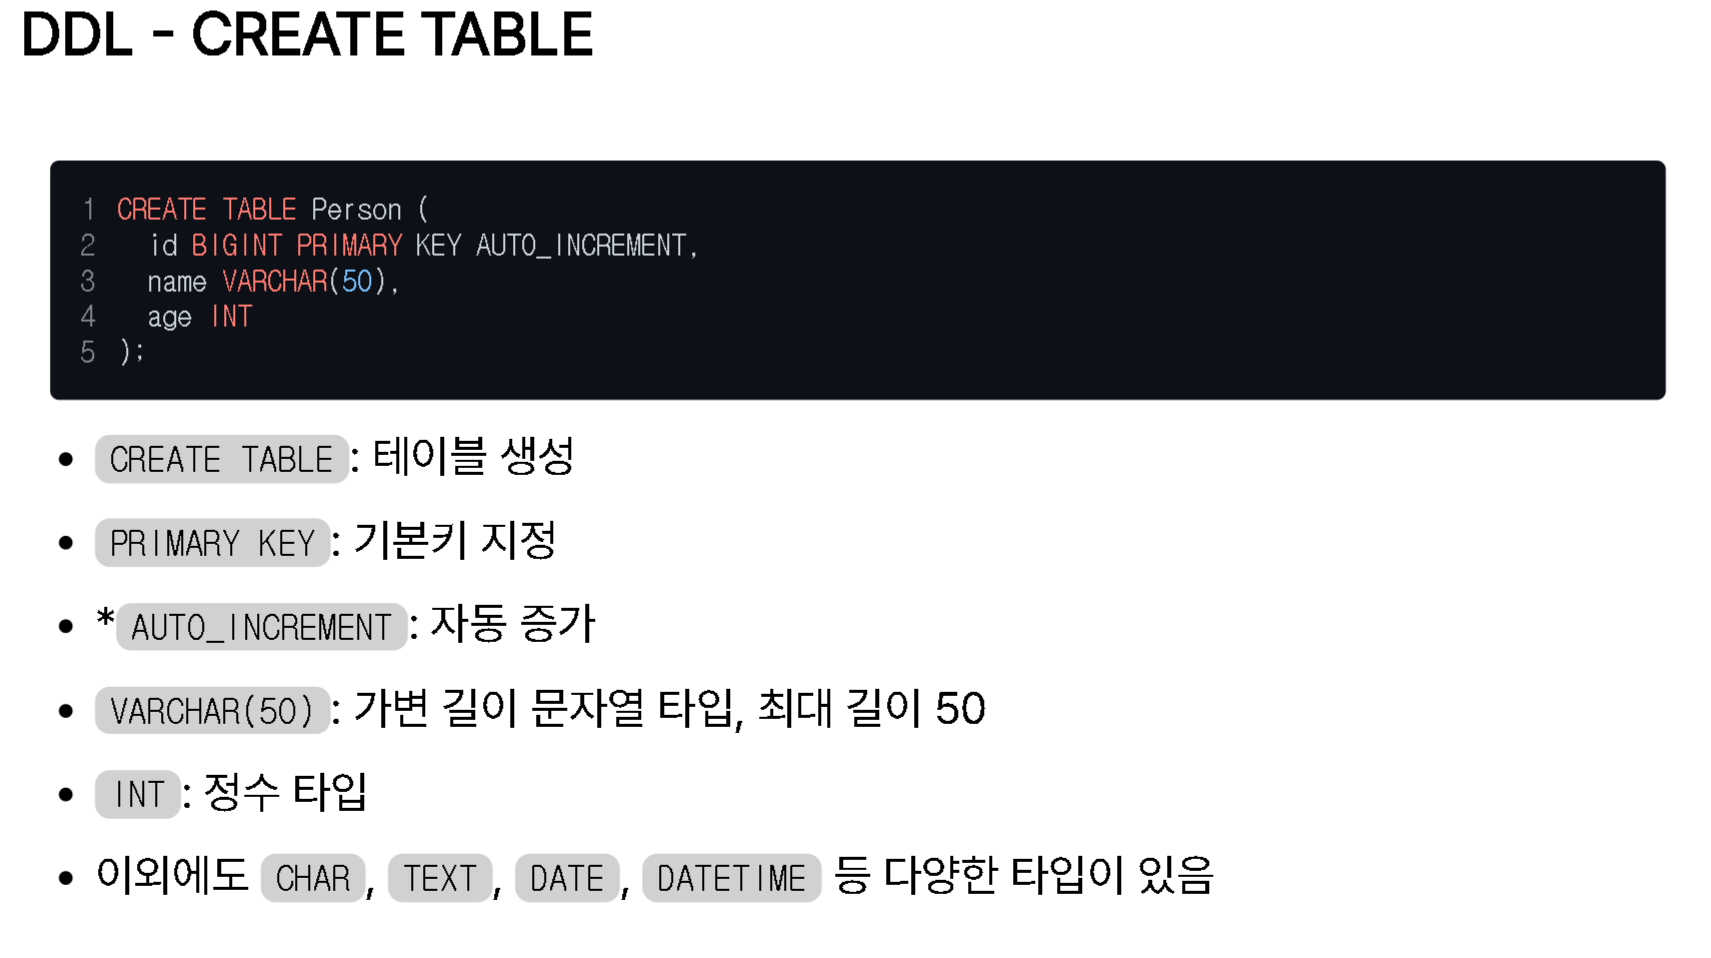 DDL - CREATE TABLE
1 CREATE TABLE Person (
2   id BIGINT PRIMARY KEY AUTO_INCREMENT,
3   name VARCHAR(50),
4   age INT
5 );
• CREATE TABLE : 테이블 생성
• PRIMARY KEY : 기본키 지정
• *AUTO_INCREMENT : 자동 증가
• VARCHAR(50) : 가변 길이 문자열 타입, 최대 길이 50
• INT : 정수 타입
• 이외에도 CHAR , TEXT , DATE , DATETIME 등 다양한 타입이 있음